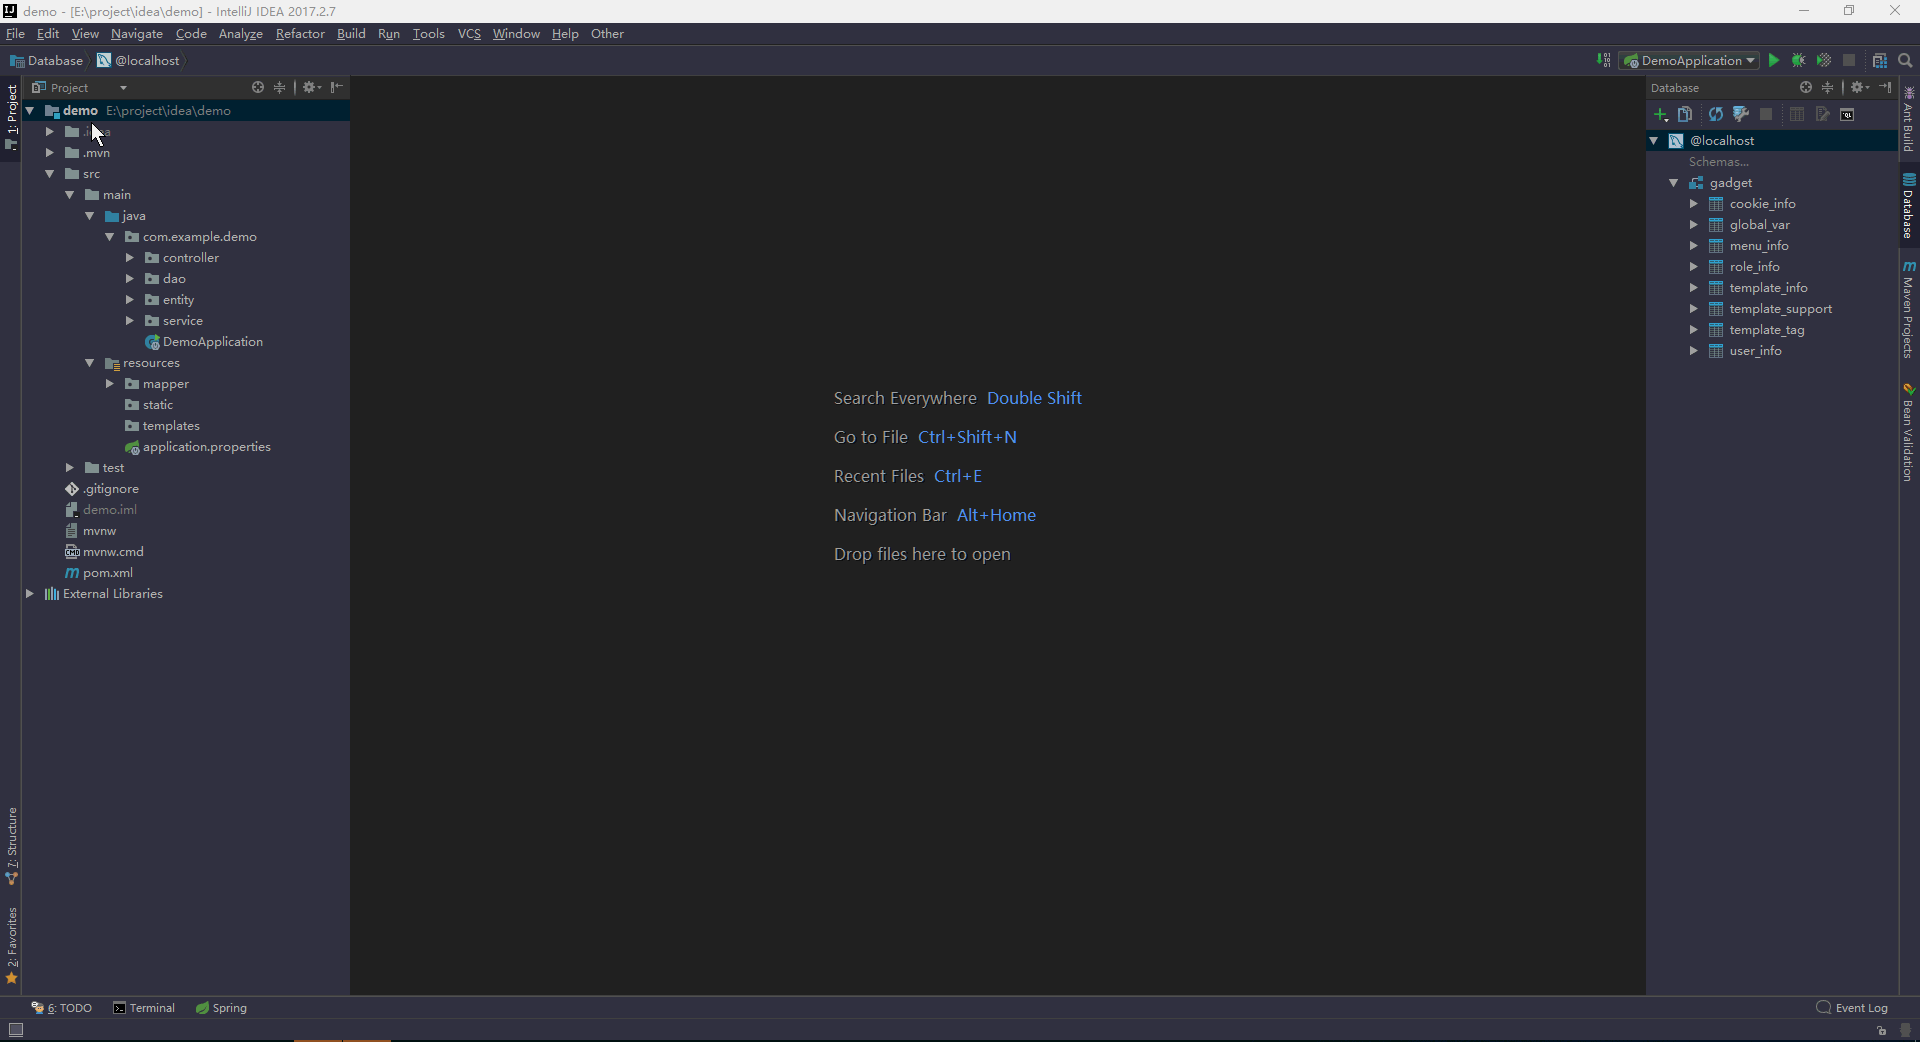 demo - [E:\project\idea\demo] - IntelliJ IDEA 2017.2.7
File Edit View Navigate Code Analyze Refactor Build Run Tools VCS Window Help Other
Database @localhost
DemoApplication
1: Project
7: Structure
2: Favorites
Project
demo E:\project\idea\demo
.mvn
src
main
java
com.example.demo
controller
dao
entity
service
DemoApplication
resources
mapper
static
templates
application.properties
test
.gitignore
demo.iml
mvnw
mvnw.cmd
pom.xml
External Libraries
Search Everywhere Double Shift
Go to File Ctrl+Shift+N
Recent Files Ctrl+E
Navigation Bar Alt+Home
Drop files here to open
Database
@localhost
Schemas...
gadget
cookie_info
global_var
menu_info
role_info
template_info
template_support
template_tag
user_info
Ant Build
Database
Maven Projects
Bean Validation
6: TODO Terminal Spring
Event Log